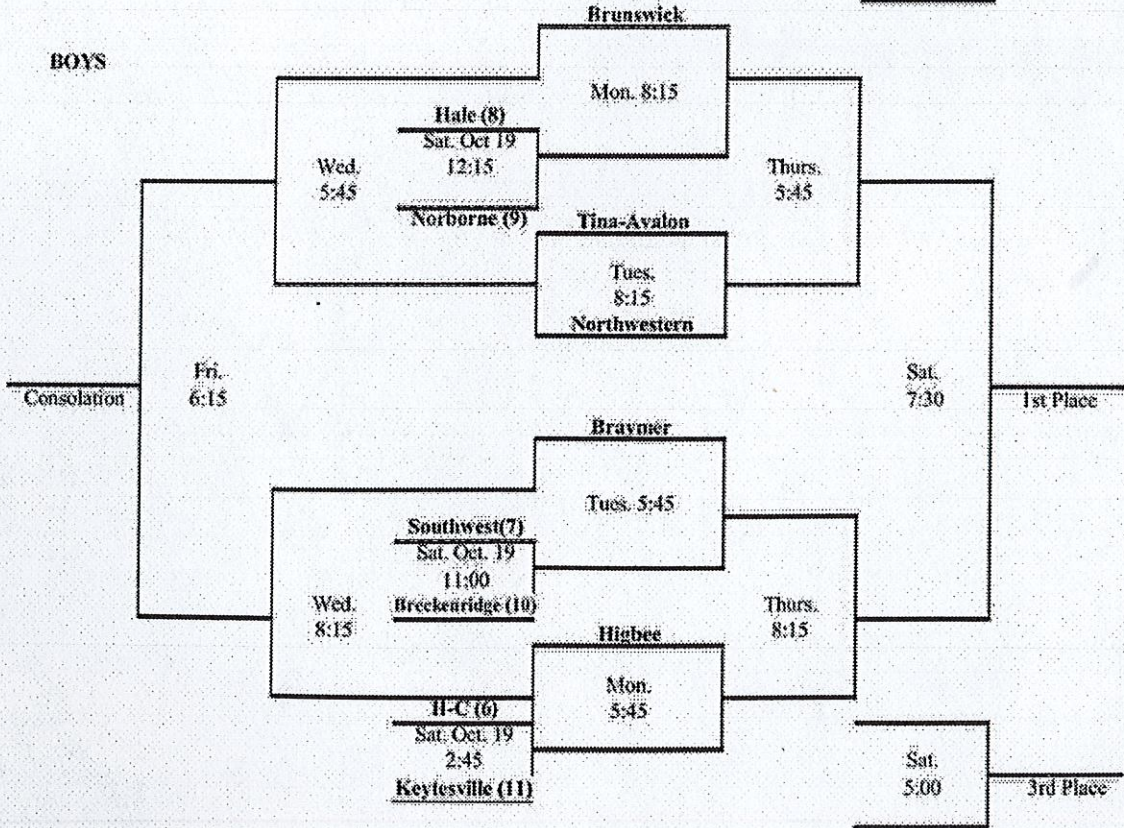 Brunswick
BOYS
Mon. 8:15
Hale (8)
Sat. Oct 19
12:15
Wed.
5:45
Thurs.
5:45
Norborne (9)
Tina-Avalon
Tues.
8:15
Northwestern
Fri.
6:15
Sat.
7:30
Consolation
1st Place
Braymer
Tues. 5:45
Southwest(7)
Sat. Oct. 19
11:00
Breckenridge (10)
Wed.
8:15
Thurs.
8:15
Higbee
Mon.
5:45
H-C (6)
Sat. Oct. 19
2:45
Keytesville (11)
Sat.
5:00
3rd Place